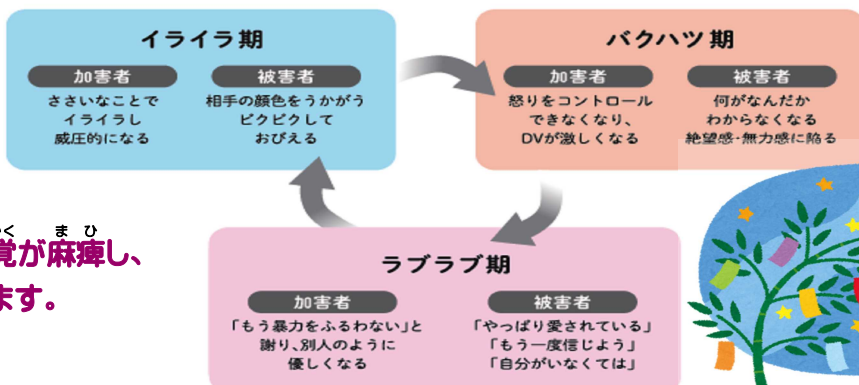 イライラ期
加害者
ささいなことで
イライラし
威圧的になる
被害者
相手の顔色をうかがう
ビクビクして
おびえる
バクハツ期
加害者
怒りをコントロール
できなくなり、
DVが激しくなる
被害者
何がなんだか
わからなくなる
絶望感・無力感に陥る
く まひ
覚が麻痺し、
ます。
ラブラブ期
加害者
「もう暴力をふるわない」と
謝り、別人のように
優しくなる
被害者
「やっぱり愛されている」
「もう一度信じよう」
「自分がいなくては」